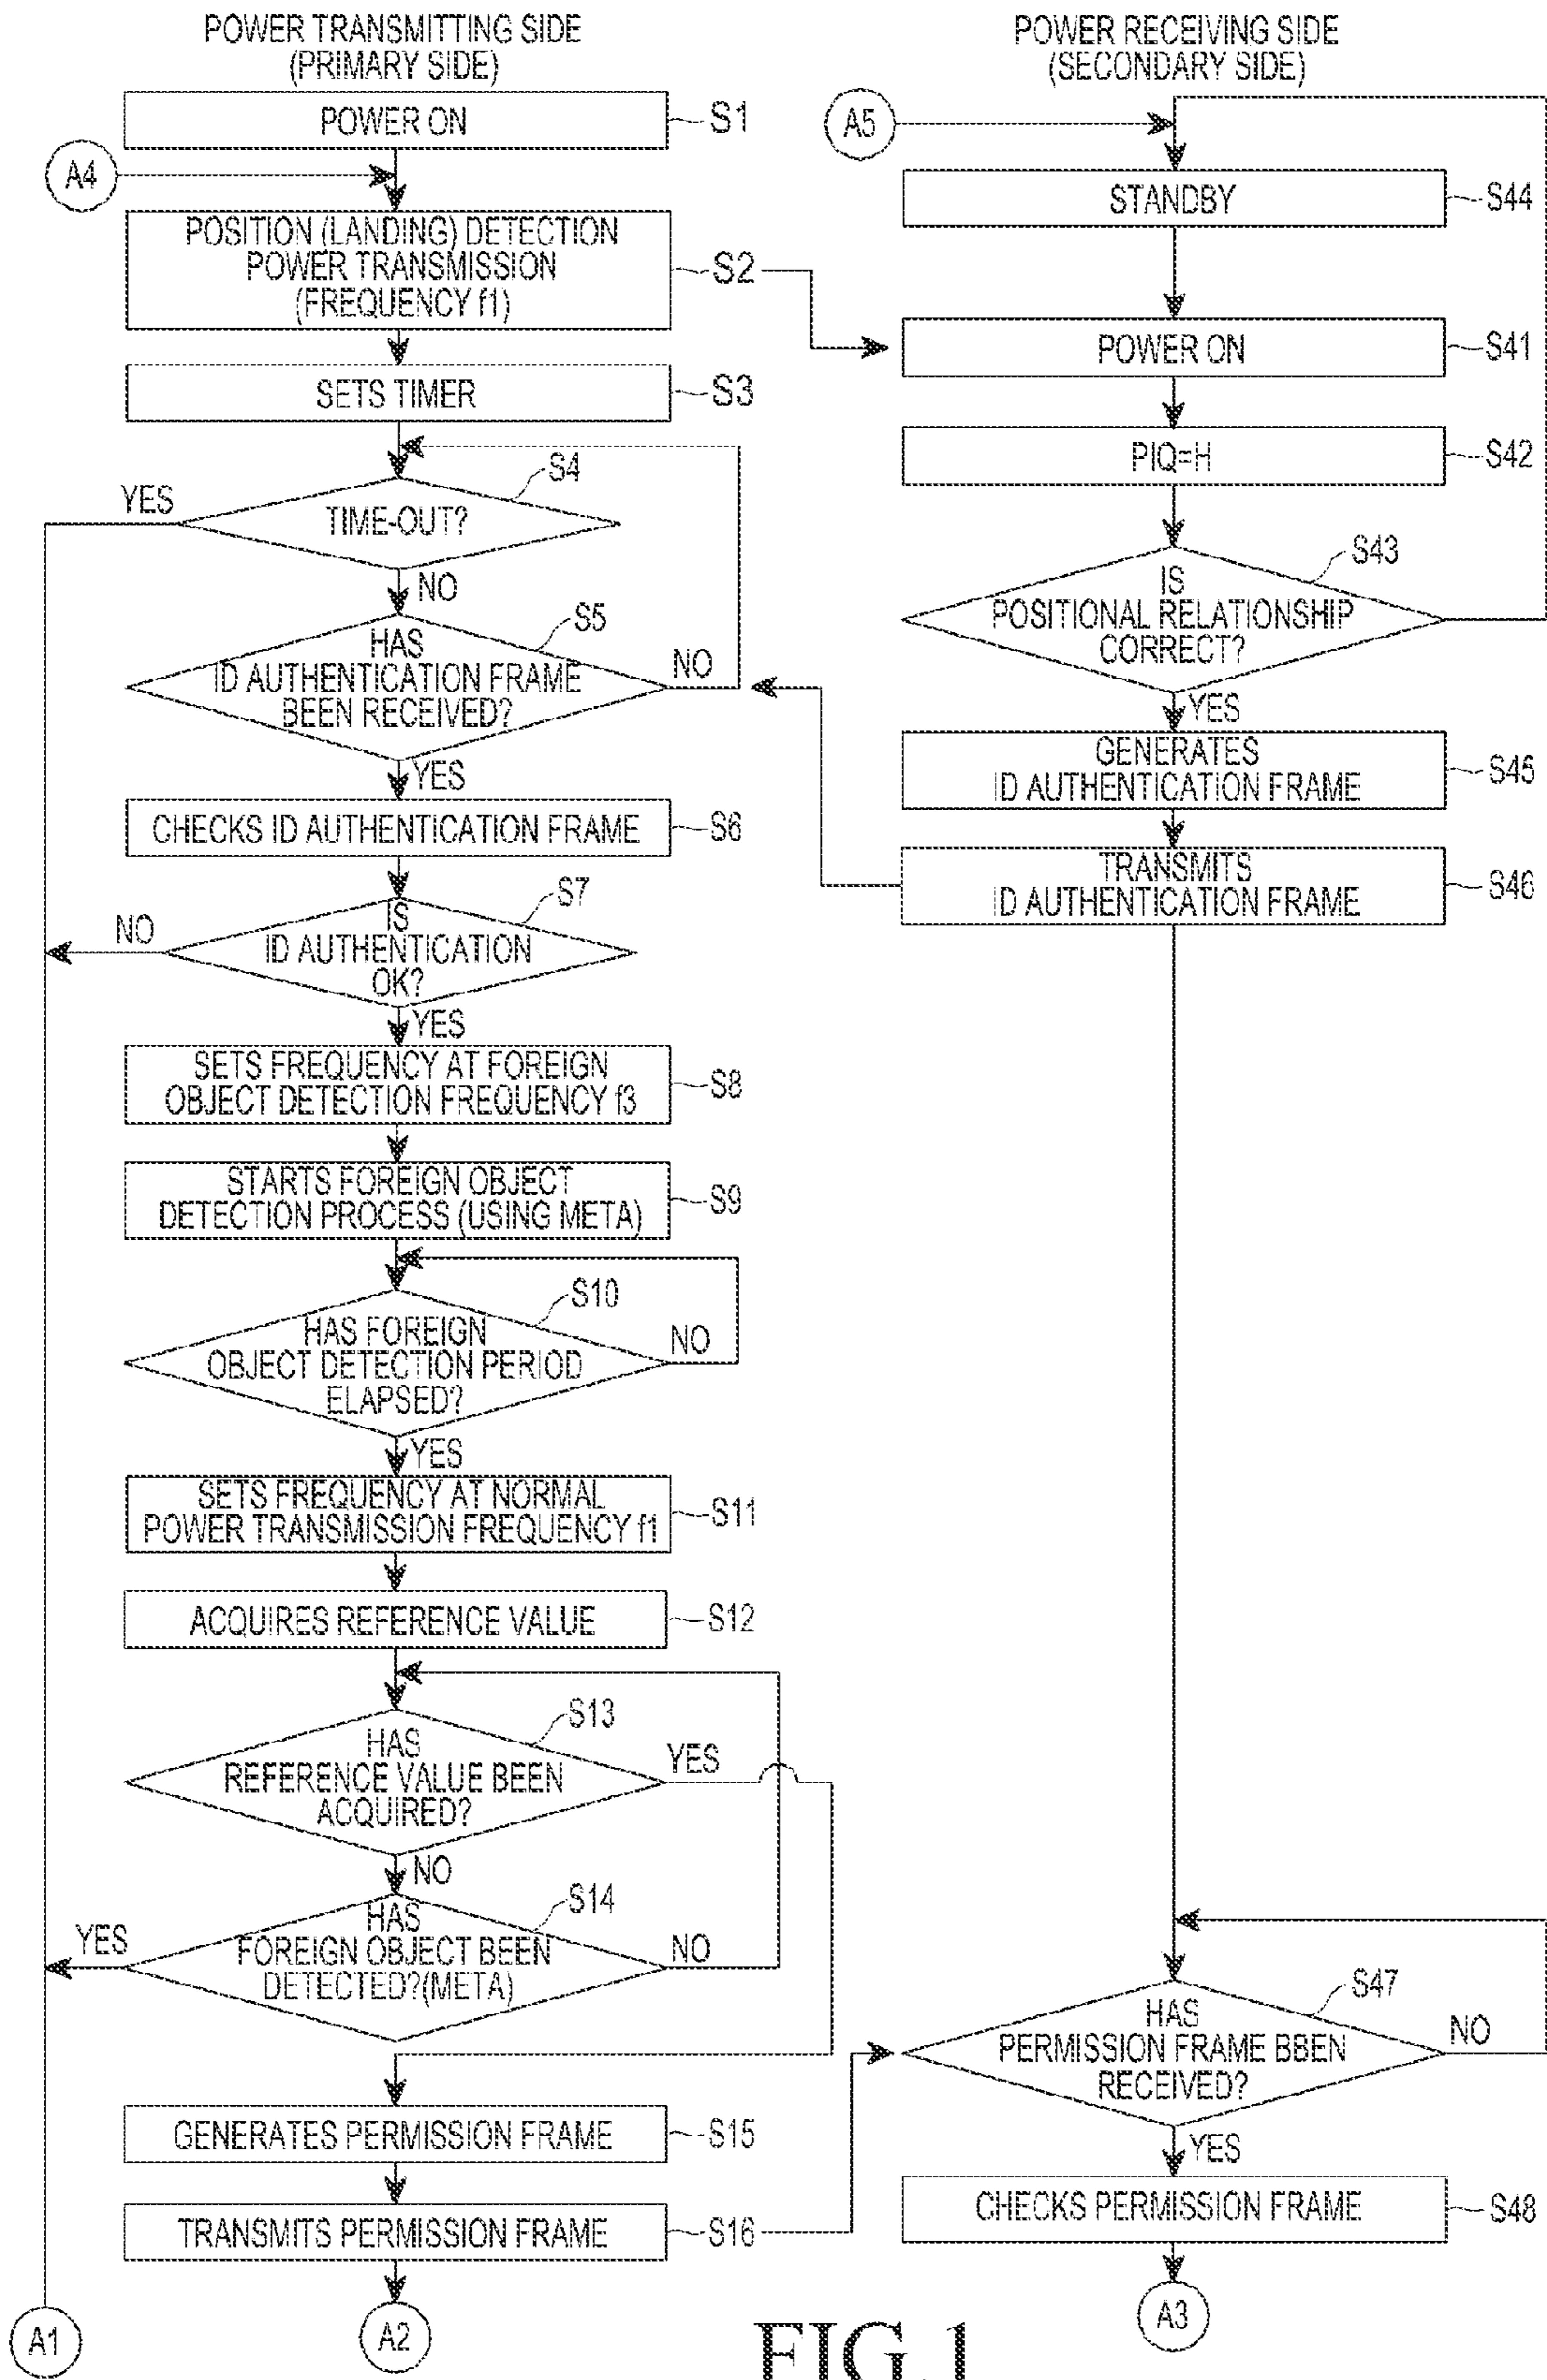 POWER TRANSMITTING SIDE
(PRIMARY SIDE)
POWER ON
S1
A4
POSITION (LANDING) DETECTION
POWER TRANSMISSION
(FREQUENCY f1)
S2
SETS TIMER
S3
S4
YES
TIME-OUT?
NO
S5
HAS
ID AUTHENTICATION FRAME
BEEN RECEIVED?
NO
YES
CHECKS ID AUTHENTICATION FRAME
S6
S7
NO
IS
ID AUTHENTICATION
OK?
YES
SETS FREQUENCY AT FOREIGN
OBJECT DETECTION FREQUENCY f3
S8
STARTS FOREIGN OBJECT
DETECTION PROCESS (USING META)
S9
S10
HAS FOREIGN
OBJECT DETECTION PERIOD
ELAPSED?
NO
YES
SETS FREQUENCY AT NORMAL
POWER TRANSMISSION FREQUENCY f1
S11
ACQUIRES REFERENCE VALUE
S12
S13
HAS
REFERENCE VALUE BEEN
ACQUIRED?
YES
NO
S14
YES
HAS
FOREIGN OBJECT BEEN
DETECTED?(META)
NO
GENERATES PERMISSION FRAME
S15
TRANSMITS PERMISSION FRAME
S16
A1
A2
POWER RECEIVING SIDE
(SECONDARY SIDE)
A5
STANDBY
S44
POWER ON
S41
PIQ=H
S42
S43
IS
POSITIONAL RELATIONSHIP
CORRECT?
YES
GENERATES
ID AUTHENTICATION FRAME
S45
TRANSMITS
ID AUTHENTICATION FRAME
S46
S47
HAS
PERMISSION FRAME BBEN
RECEIVED?
NO
YES
CHECKS PERMISSION FRAME
S48
A3
FIG.1